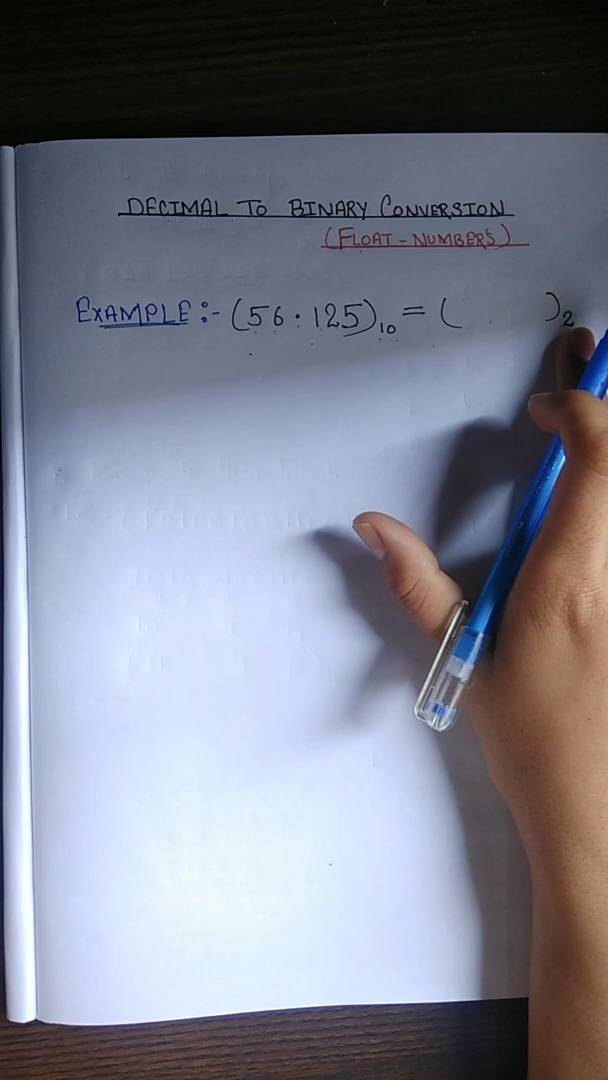 DECIMAL TO BINARY CONVERSION
(FLOAT-NUMBERS)
EXAMPLE:- (56.125)₁₀ = ( . )₂